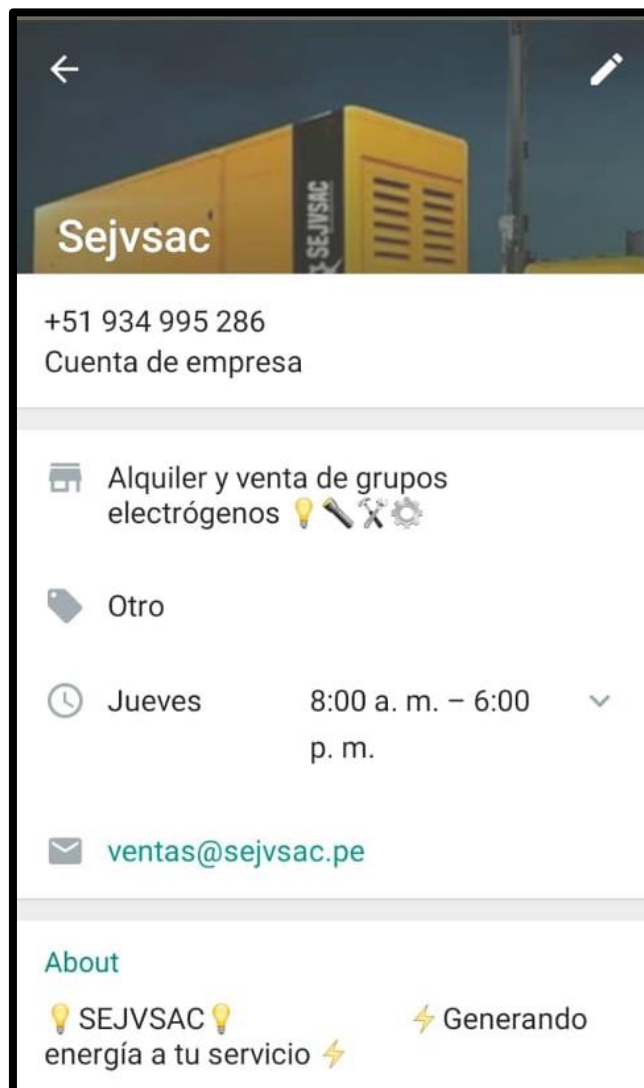 Sejvsac
SEJVSAC
+51 934 995 286
Cuenta de empresa
Alquiler y venta de grupos
electrógenos 💡🔦🛠️⚙️
Otro
Jueves 8:00 a. m. – 6:00
p. m.
ventas@sejvsac.pe
About
💡SEJVSAC💡 ⚡Generando
energía a tu servicio ⚡